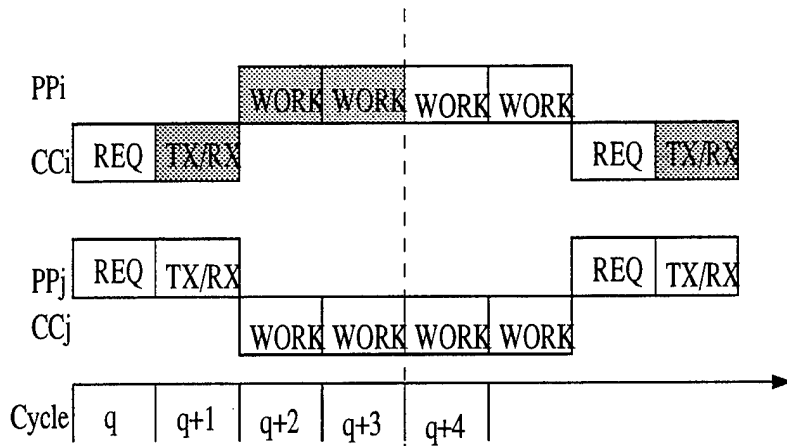 PPi WORK WORK WORK WORK
CCi REQ TX/RX REQ TX/RX
PPj REQ TX/RX REQ TX/RX
CCj WORK WORK WORK WORK
Cycle q q+1 q+2 q+3 q+4